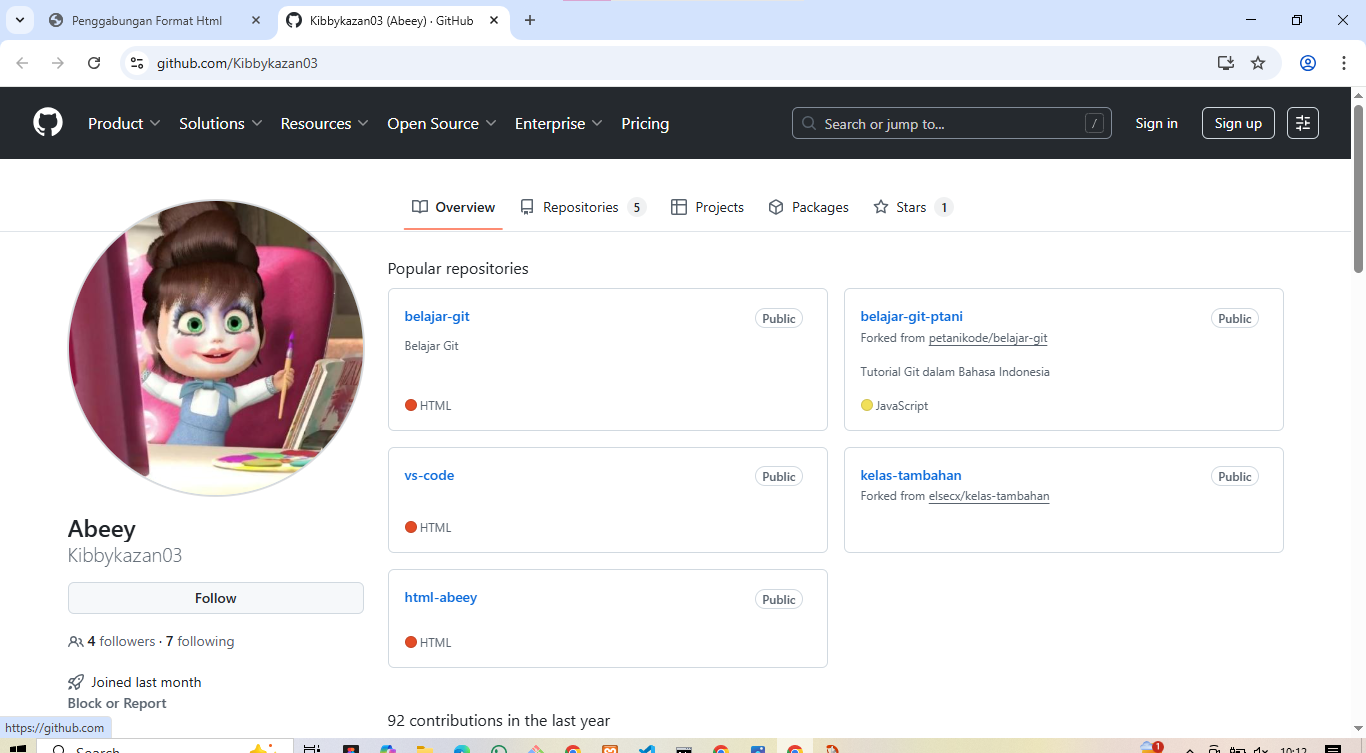 Penggabungan Format Html
Kibbykazan03 (Abeey) · GitHub
github.com/Kibbykazan03
Product Solutions Resources Open Source Enterprise Pricing
Search or jump to... /
Sign in
Sign up
Overview Repositories 5 Projects Packages Stars 1
Popular repositories
belajar-git Public
Belajar Git
HTML
belajar-git-ptani Public
Forked from petanikode/belajar-git
Tutorial Git dalam Bahasa Indonesia
JavaScript
vs-code Public
HTML
kelas-tambahan Public
Forked from elsecx/kelas-tambahan
html-abeey Public
HTML
Abeey
Kibbykazan03
Follow
4 followers · 7 following
Joined last month
Block or Report
92 contributions in the last year
https://github.com
Search
1
10:12